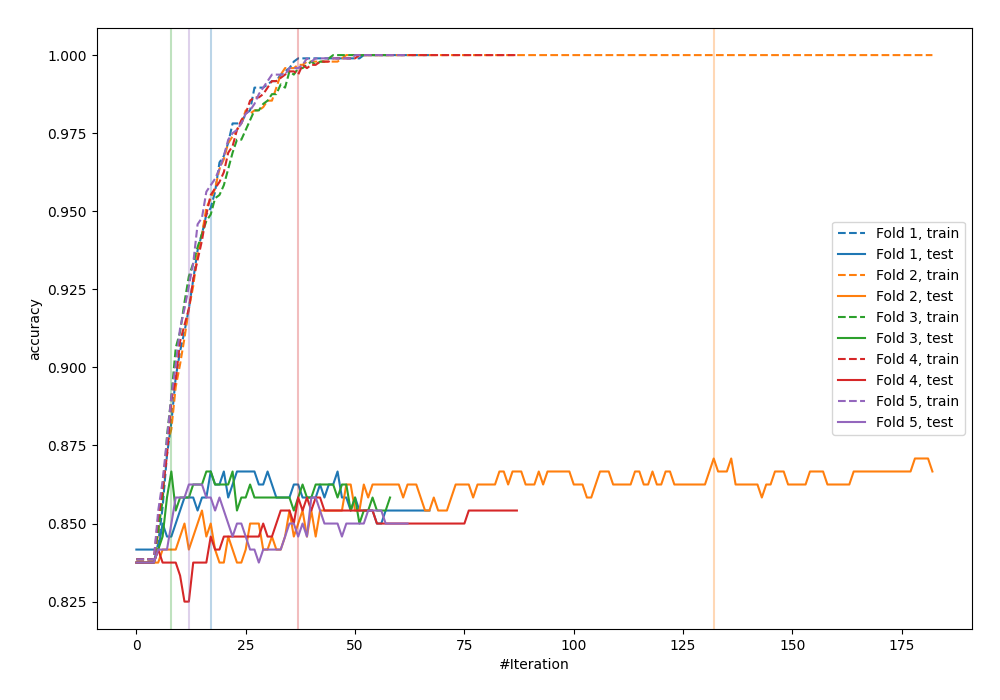 1.000
0.975
0.950
0.925
0.900
0.875
0.850
0.825
accuracy
Fold 1, train
Fold 1, test
Fold 2, train
Fold 2, test
Fold 3, train
Fold 3, test
Fold 4, train
Fold 4, test
Fold 5, train
Fold 5, test
0 25 50 75 100 125 150 175
#Iteration